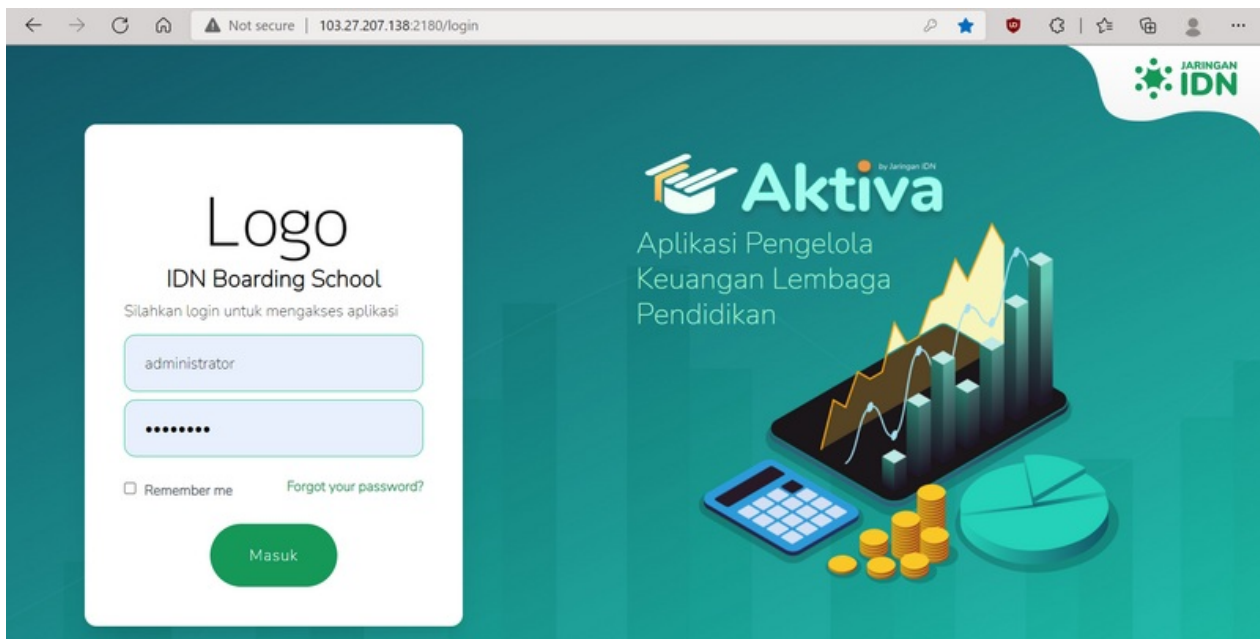 Not secure | 103.27.207.138:2180/login
JARINGAN
IDN
Logo
IDN Boarding School
Silahkan login untuk mengakses aplikasi
administrator
••••••••
Remember me
Forgot your password?
Masuk
by Jaringan IDN
Aktiva
Aplikasi Pengelola
Keuangan Lembaga
Pendidikan